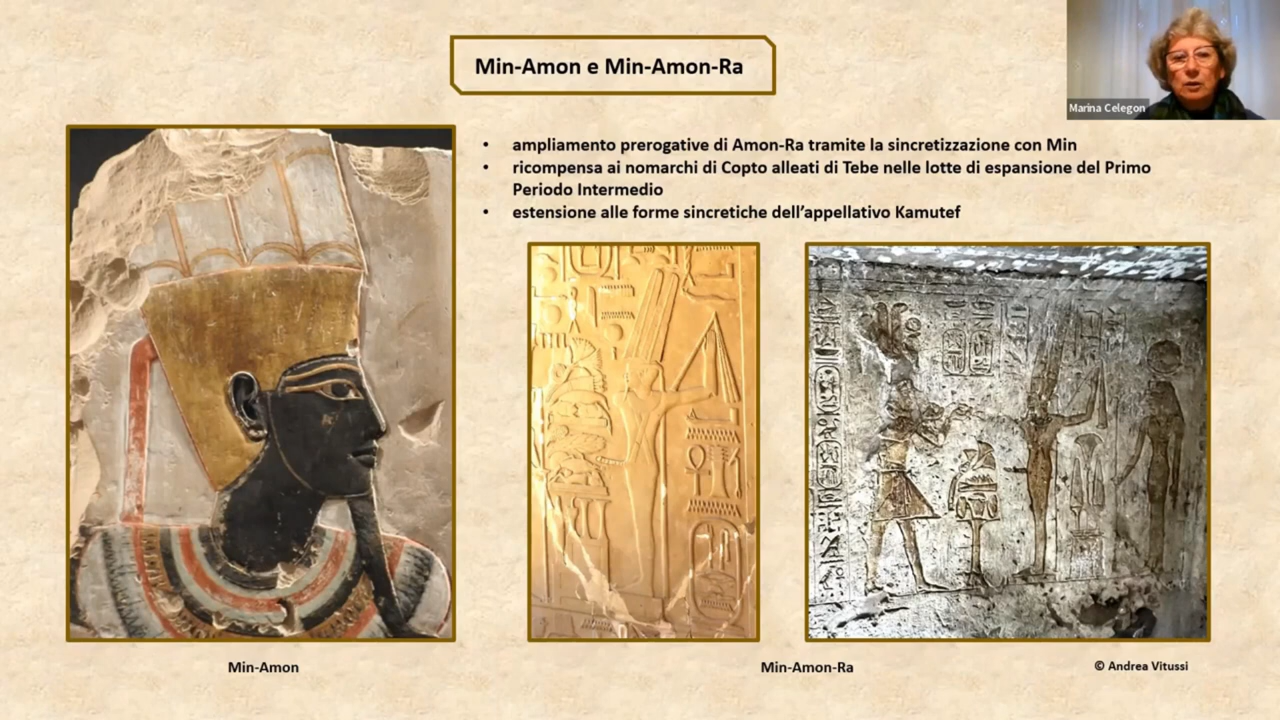 Min-Amon e Min-Amon-Ra
Marina Celegon
• ampliamento prerogative di Amon-Ra tramite la sincretizzazione con Min
• ricompensa ai nomarchi di Copto alleati di Tebe nelle lotte di espansione del Primo
Periodo Intermedio
• estensione alle forme sincretiche dell’appellativo Kamutef
Min-Amon
Min-Amon-Ra
© Andrea Vitussi